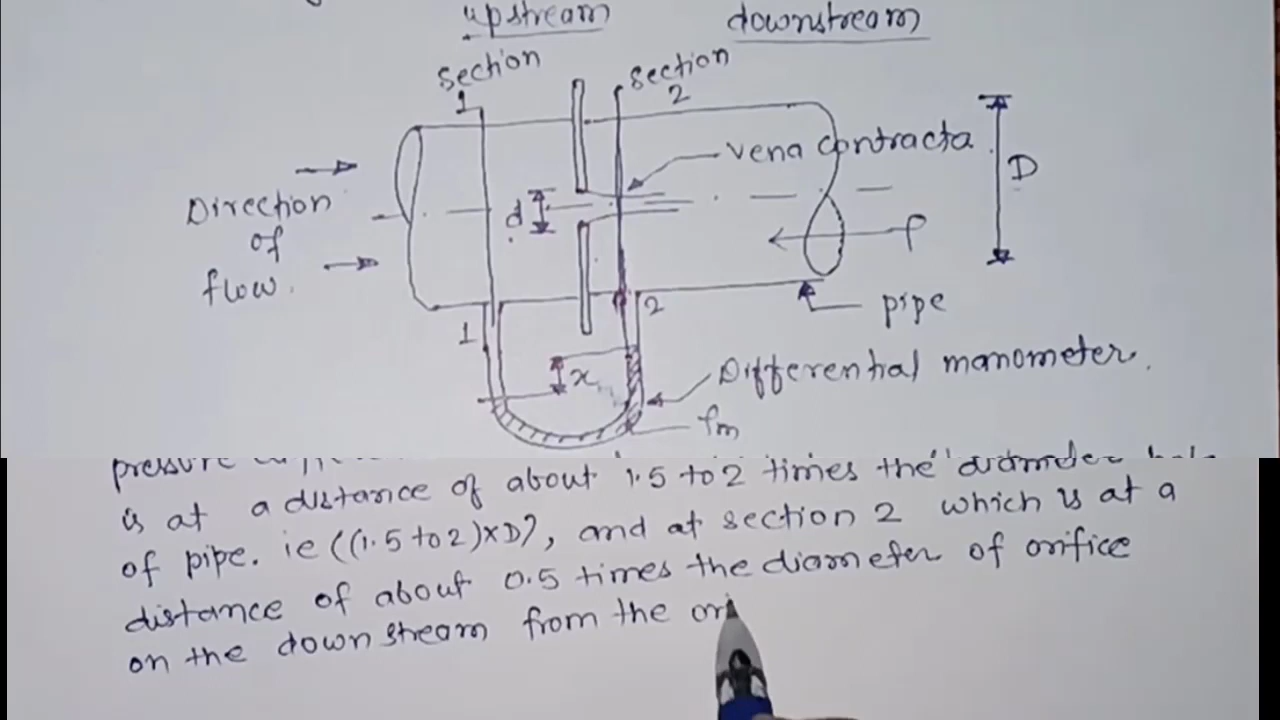 upstream downstream
section section
1 2
vena contracta
D
Direction
of
flow.
d
ρ
pipe
1 2
x
Differential manometer.
ρm
pressure
is at a distance of about 1.5 to 2 times the diameter
of pipe. ie ((1.5 to 2)×D), and at section 2 which is at a
distance of about 0.5 times the diameter of orifice
on the downstream from the ori